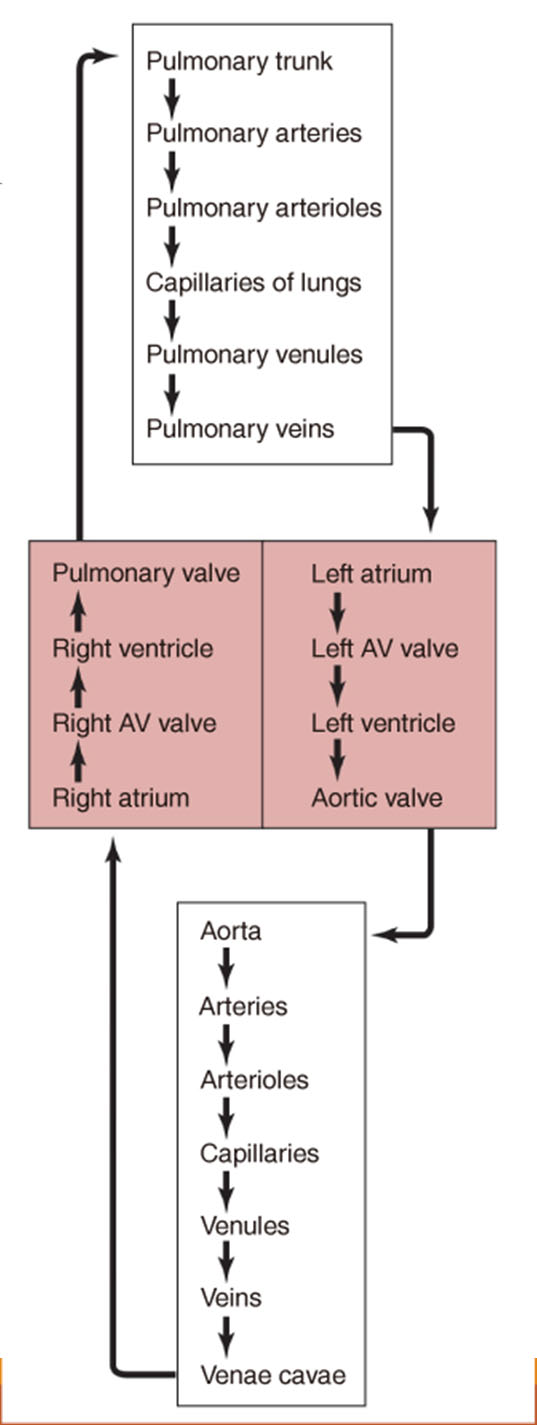 Pulmonary trunk
Pulmonary arteries
Pulmonary arterioles
Capillaries of lungs
Pulmonary venules
Pulmonary veins
Pulmonary valve
Right ventricle
Right AV valve
Right atrium
Left atrium
Left AV valve
Left ventricle
Aortic valve
Aorta
Arteries
Arterioles
Capillaries
Venules
Veins
Venae cavae